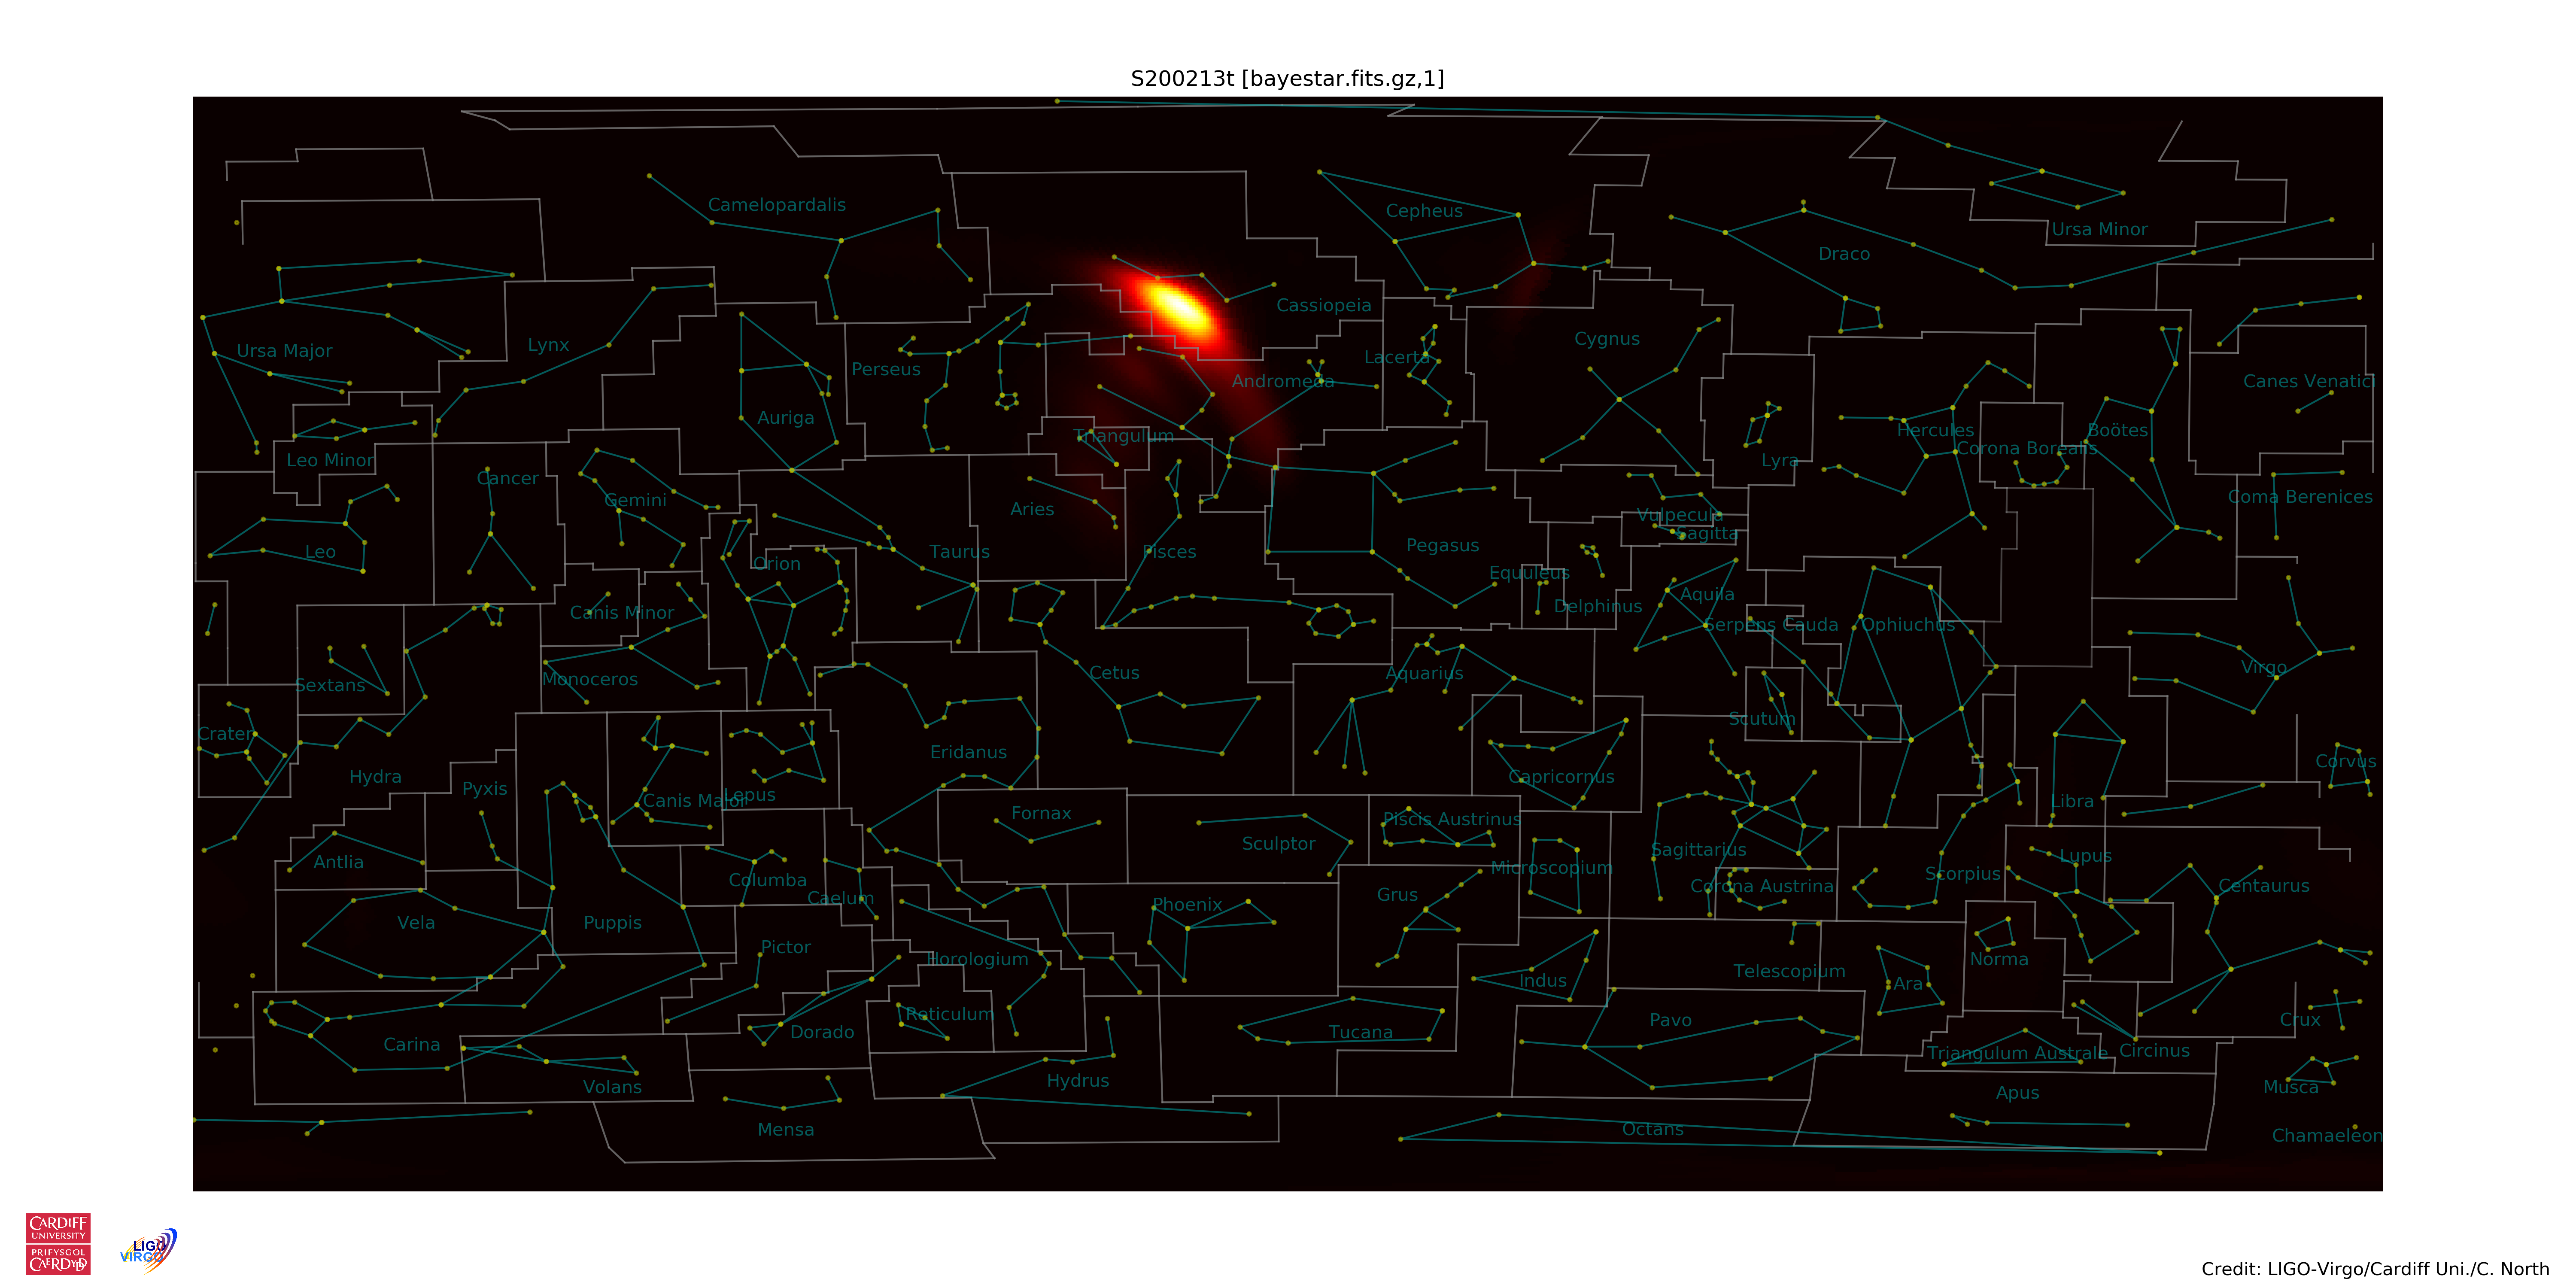 S200213t [bayestar.fits.gz,1]
Camelopardalis
Cepheus
Ursa Minor
Draco
Cassiopeia
Cygnus
Lynx
Ursa Major
Lacerta
Perseus
Andromeda
Canes Venatici
Auriga
Hercules
Boötes
Triangulum
Corona Borealis
Leo Minor
Lyra
Cancer
Coma Berenices
Gemini
Aries
Vulpecula
Sagitta
Pegasus
Leo
Taurus
Pisces
Orion
Equuleus
Aquila
Delphinus
Canis Minor
Serpens Cauda
Ophiuchus
Virgo
Cetus
Aquarius
Monoceros
Sextans
Scutum
Crater
Eridanus
Corvus
Hydra
Capricornus
Pyxis
Lepus
Canis Major
Libra
Fornax
Piscis Austrinus
Sculptor
Sagittarius
Lupus
Antlia
Microscopium
Scorpius
Columba
Corona Austrina
Centaurus
Grus
Caelum
Phoenix
Vela
Puppis
Pictor
Horologium
Norma
Telescopium
Indus
Ara
Reticulum
Pavo
Crux
Dorado
Tucana
Carina
Circinus
Triangulum Australe
Hydrus
Volans
Musca
Apus
Mensa
Octans
Chamaeleon
CARDIFF
UNIVERSITY
PRIFYSGOL
CAERDYDD
LIGO
VIRGO
Credit: LIGO-Virgo/Cardiff Uni./C. North